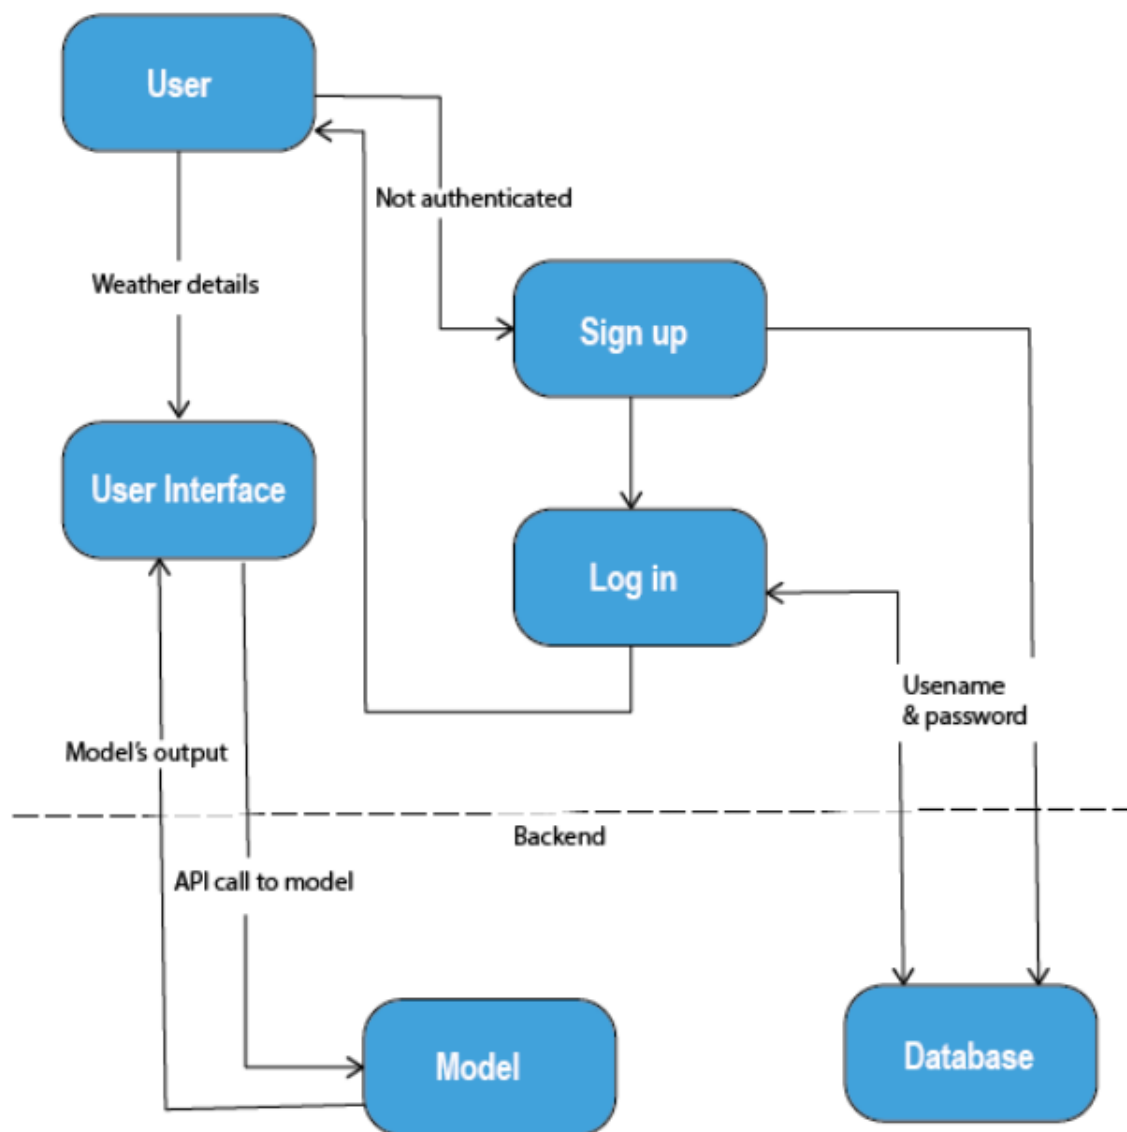 User
Not authenticated
Weather details
Sign up
User Interface
Log in
Usename
& password
Model's output
Backend
API call to model
Model
Database